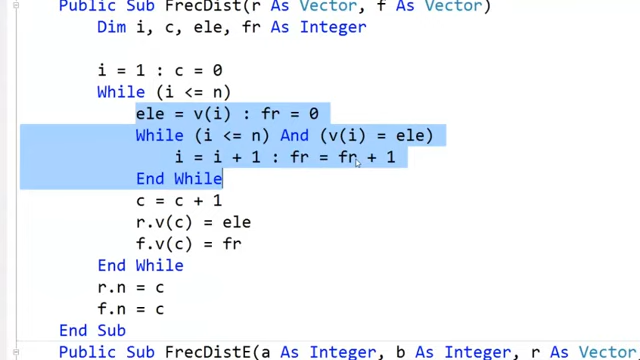 Public Sub FrecDist(r As Vector, f As Vector)
Dim i, c, ele, fr As Integer
i = 1 : c = 0
While (i <= n)
ele = v(i) : fr = 0
While (i <= n) And (v(i) = ele)
i = i + 1 : fr = fr + 1
End While
c = c + 1
r.v(c) = ele
f.v(c) = fr
End While
r.n = c
f.n = c
End Sub
Public Sub FrecDistE(a As Integer, b As Integer, r As Vector,